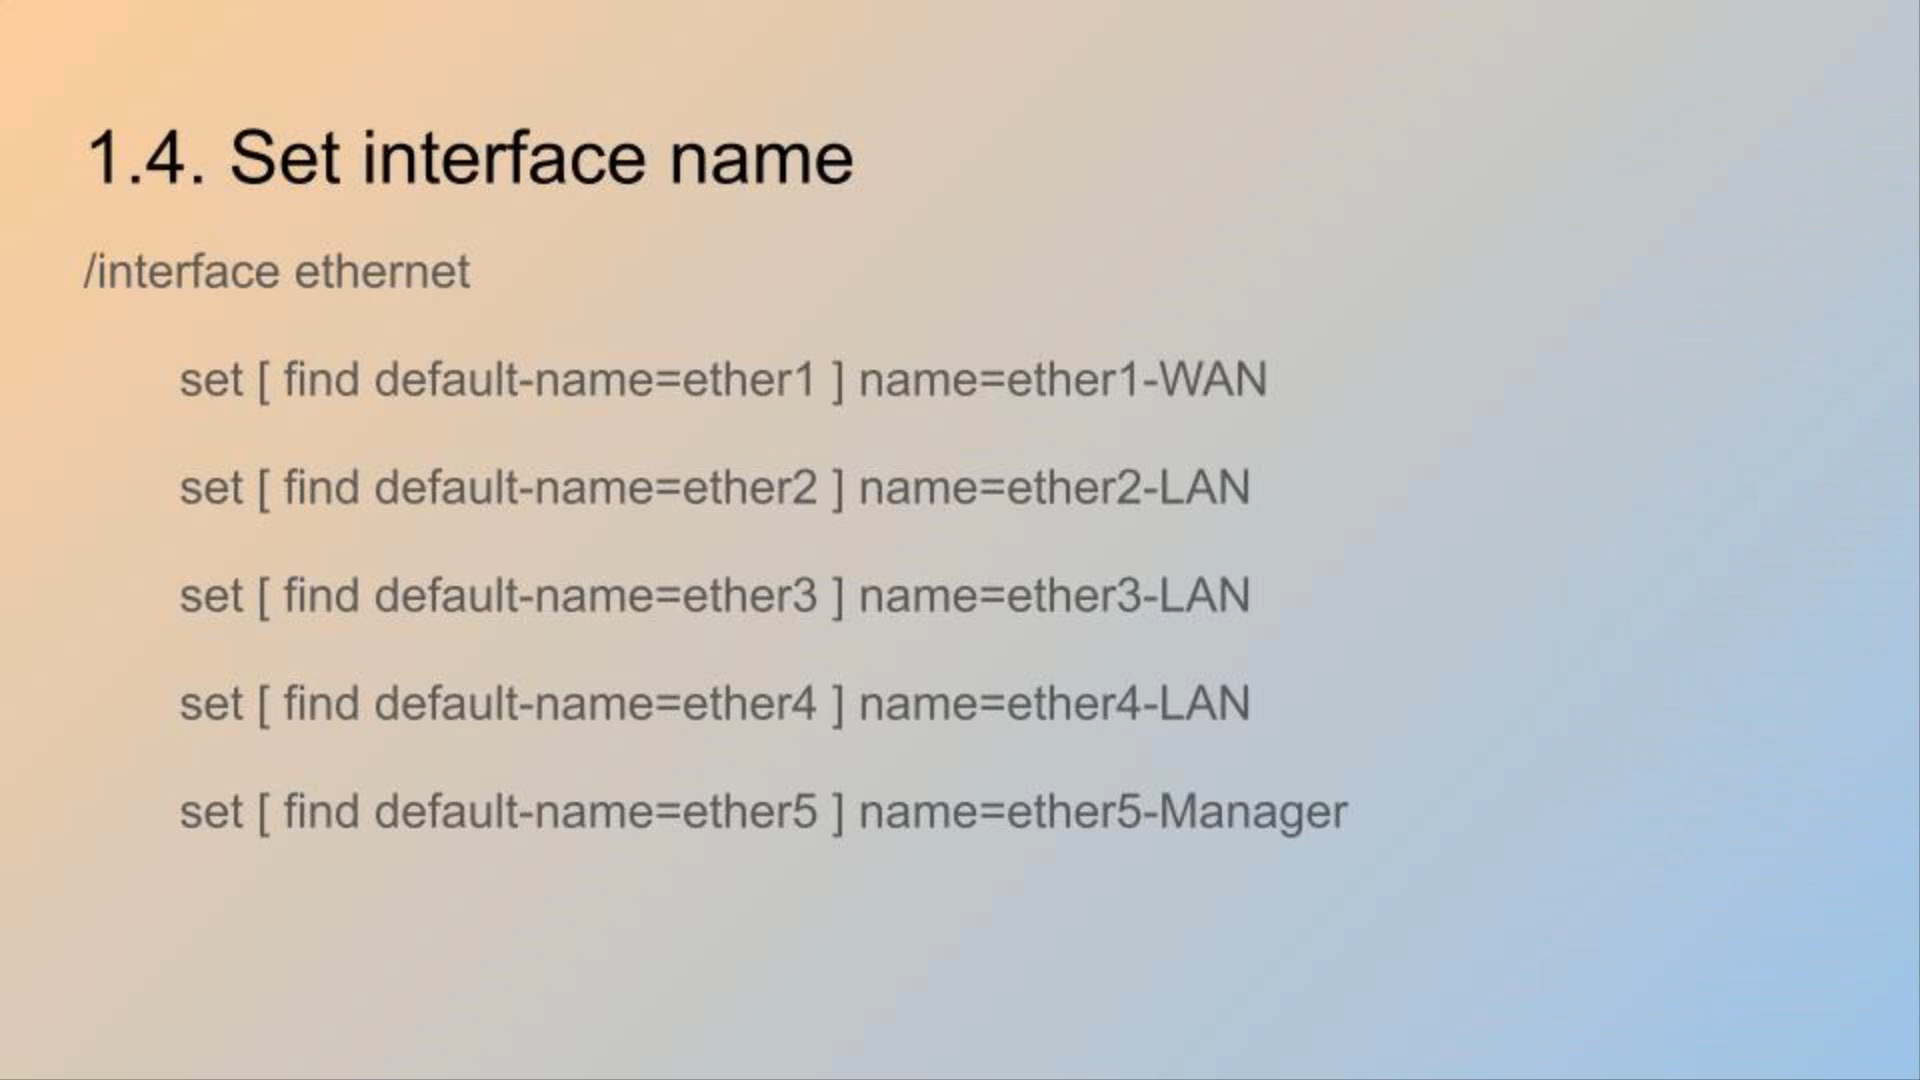 1.4. Set interface name
/interface ethernet
set [ find default-name=ether1 ] name=ether1-WAN
set [ find default-name=ether2 ] name=ether2-LAN
set [ find default-name=ether3 ] name=ether3-LAN
set [ find default-name=ether4 ] name=ether4-LAN
set [ find default-name=ether5 ] name=ether5-Manager